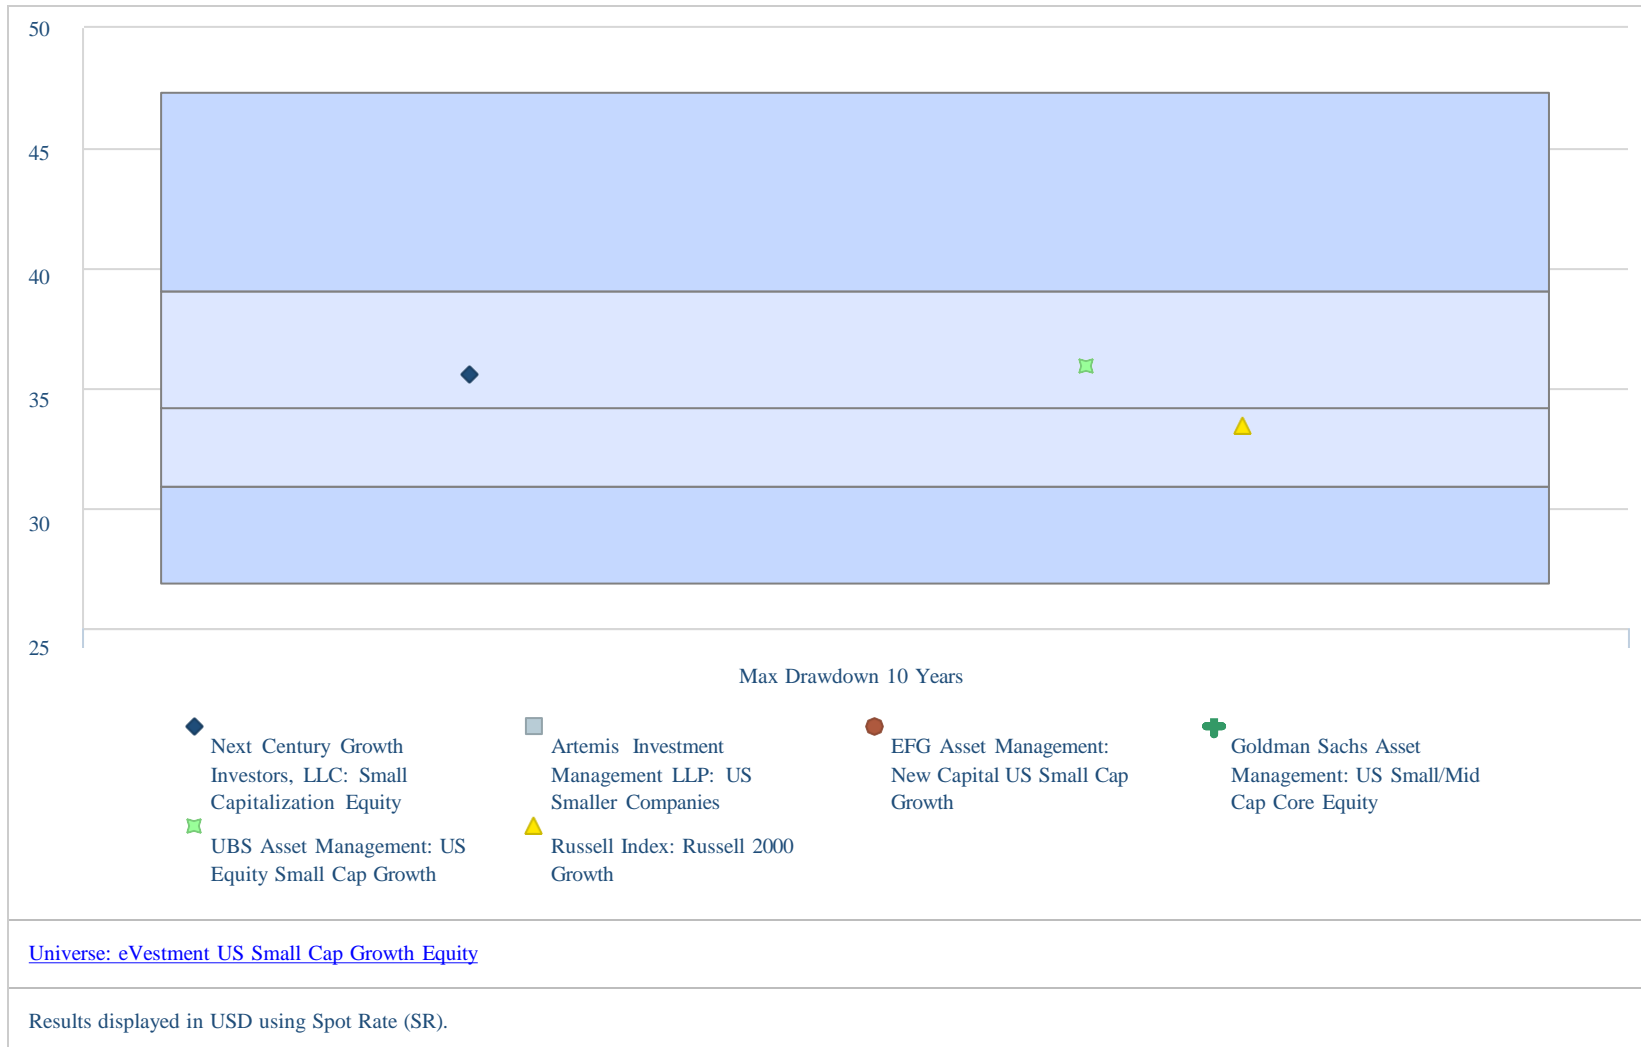 50
45
40
35
30
25
Max Drawdown 10 Years
Next Century Growth
Investors, LLC: Small
Capitalization Equity
Artemis Investment
Management LLP: US
Smaller Companies
EFG Asset Management:
New Capital US Small Cap
Growth
Goldman Sachs Asset
Management: US Small/Mid
Cap Core Equity
UBS Asset Management: US
Equity Small Cap Growth
Russell Index: Russell 2000
Growth
Universe: eVestment US Small Cap Growth Equity
Results displayed in USD using Spot Rate (SR).